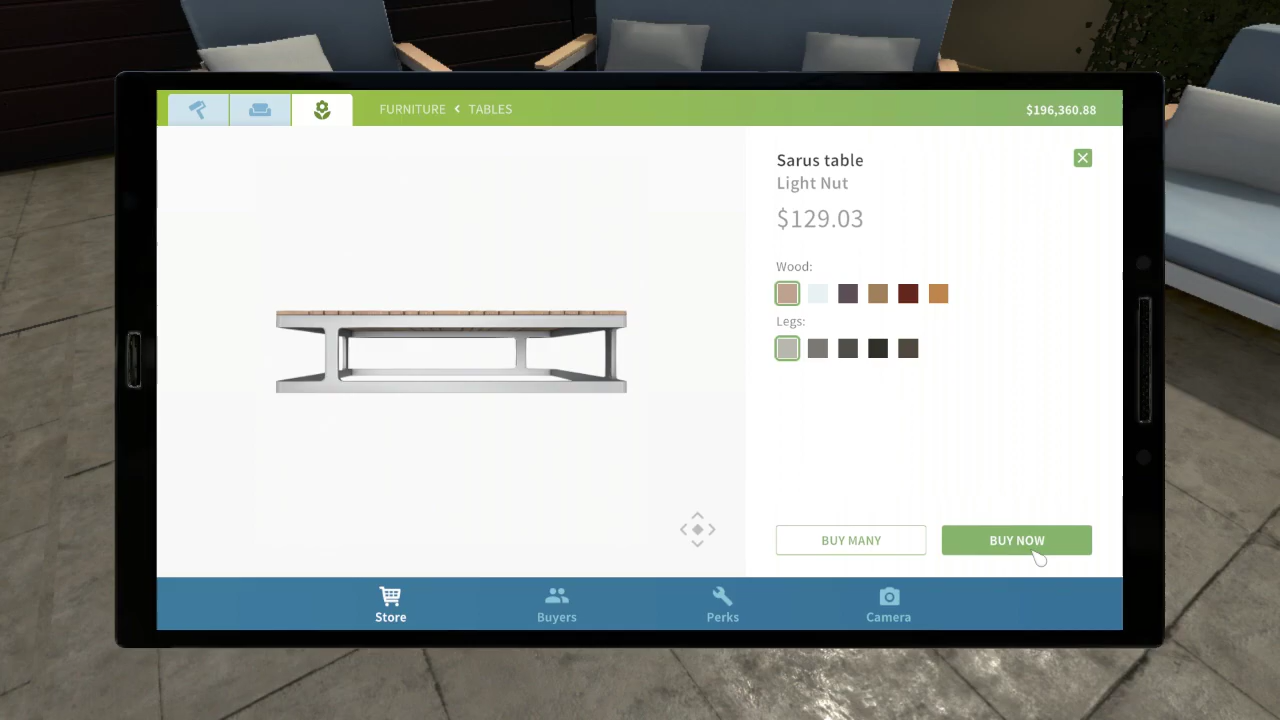 FURNITURE < TABLES
$196,360.88
Sarus table
Light Nut
$129.03
Wood:
Legs:
BUY MANY
BUY NOW
Store
Buyers
Perks
Camera